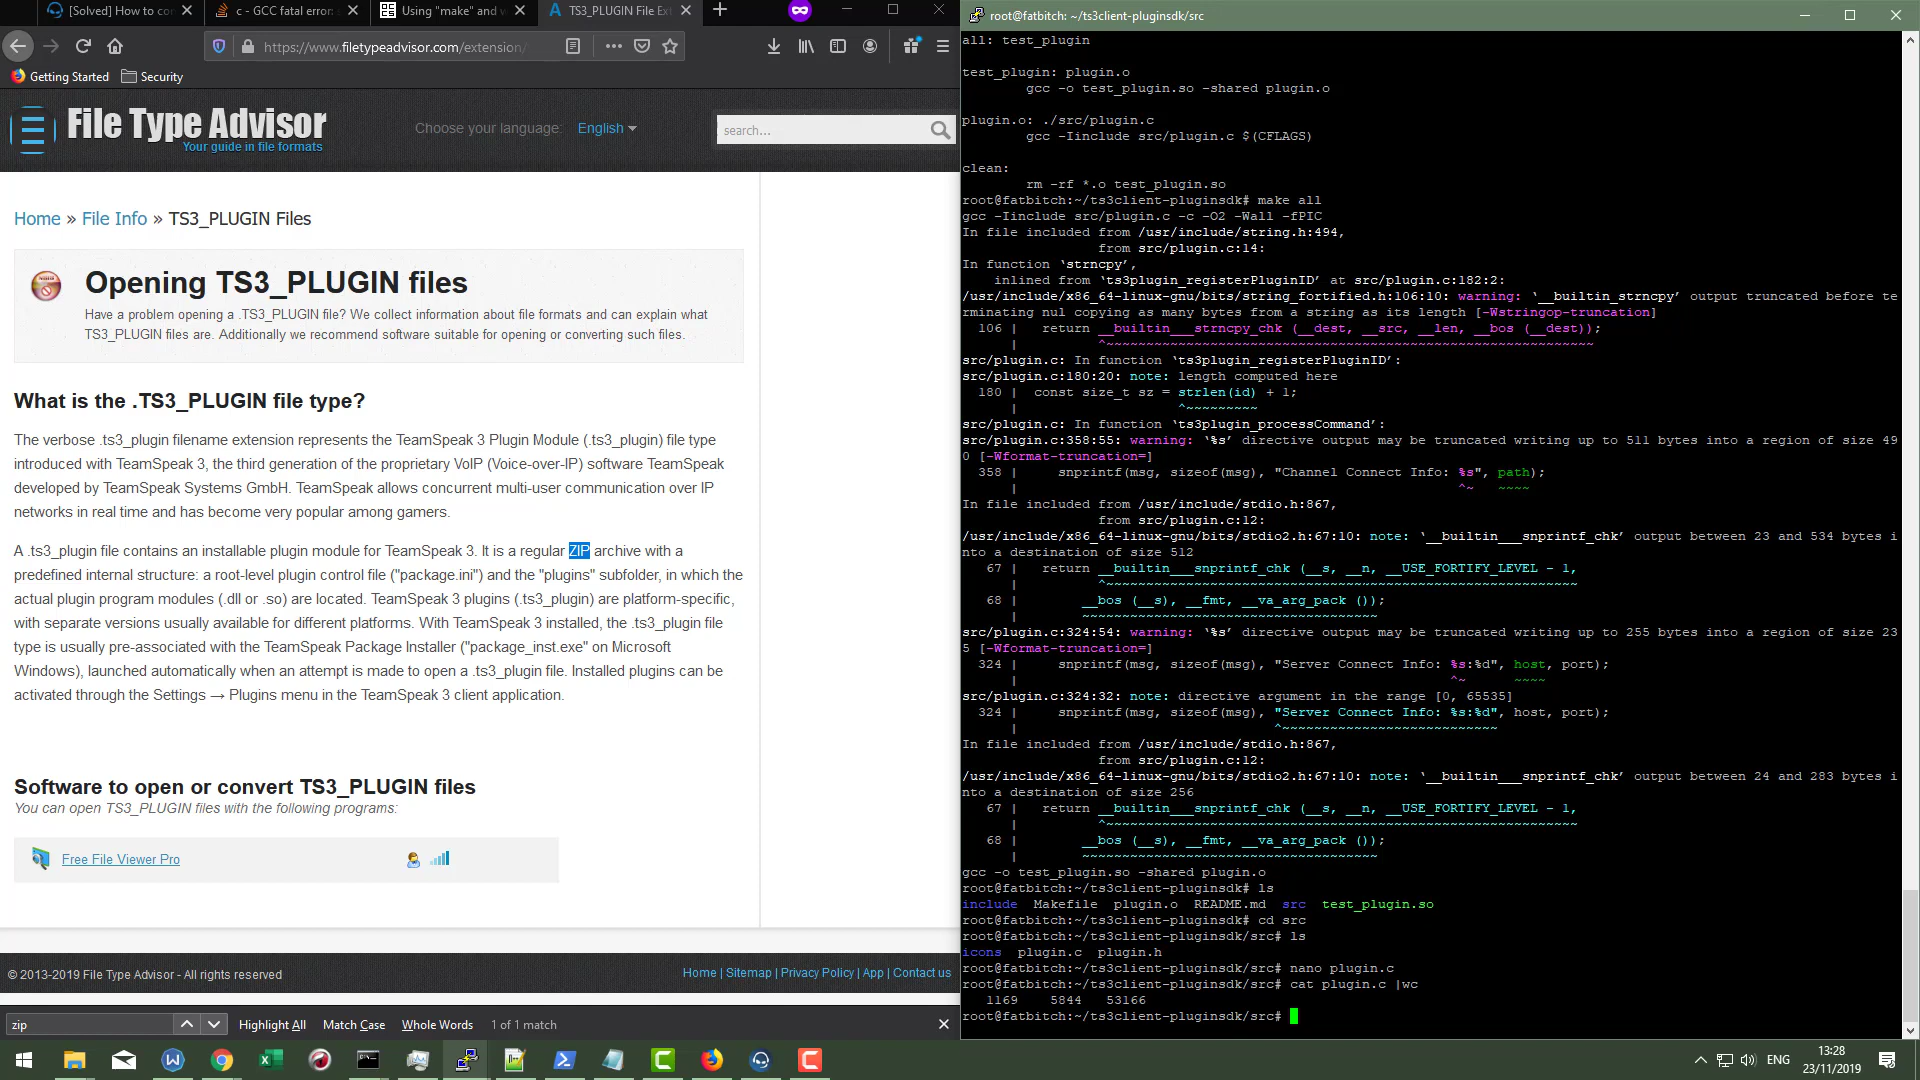 [Solved] How to con
c - GCC fatal error:
Using "make" and v
TS3_PLUGIN File Ex
https://www.filetypeadvisor.com/extension/
Getting Started
Security
File Type Advisor
Your guide in file formats
Choose your language:
English
search...
Home » File Info » TS3_PLUGIN Files
Opening TS3_PLUGIN files
Have a problem opening a .TS3_PLUGIN file? We collect information about file formats and can explain what
TS3_PLUGIN files are. Additionally we recommend software suitable for opening or converting such files.
What is the .TS3_PLUGIN file type?
The verbose .ts3_plugin filename extension represents the TeamSpeak 3 Plugin Module (.ts3_plugin) file type
introduced with TeamSpeak 3, the third generation of the proprietary VoIP (Voice-over-IP) software TeamSpeak
developed by TeamSpeak Systems GmbH. TeamSpeak allows concurrent multi-user communication over IP
networks in real time and has become very popular among gamers.
A .ts3_plugin file contains an installable plugin module for TeamSpeak 3. It is a regular ZIP archive with a
predefined internal structure: a root-level plugin control file ("package.ini") and the "plugins" subfolder, in which the
actual plugin program modules (.dll or .so) are located. TeamSpeak 3 plugins (.ts3_plugin) are platform-specific,
with separate versions usually available for different platforms. With TeamSpeak 3 installed, the .ts3_plugin file
type is usually pre-associated with the TeamSpeak Package Installer ("package_inst.exe" on Microsoft
Windows), launched automatically when an attempt is made to open a .ts3_plugin file. Installed plugins can be
activated through the Settings → Plugins menu in the TeamSpeak 3 client application.
Software to open or convert TS3_PLUGIN files
You can open TS3_PLUGIN files with the following programs:
Free File Viewer Pro
© 2013-2019 File Type Advisor - All rights reserved
Home | Sitemap | Privacy Policy | App | Contact us
zip
Highlight All
Match Case
Whole Words
1 of 1 match
root@fatbitch: ~/ts3client-pluginsdk/src
all: test_plugin
test_plugin: plugin.o
gcc -o test_plugin.so -shared plugin.o
plugin.o: ./src/plugin.c
gcc -Iinclude src/plugin.c $(CFLAGS)
clean:
rm -rf *.o test_plugin.so
root@fatbitch:~/ts3client-pluginsdk# make all
gcc -Iinclude src/plugin.c -c -O2 -Wall -fPIC
In file included from /usr/include/string.h:494,
from src/plugin.c:14:
In function ‘strncpy’,
inlined from ‘ts3plugin_registerPluginID’ at src/plugin.c:182:2:
/usr/include/x86_64-linux-gnu/bits/string_fortified.h:106:10: warning: ‘__builtin_strncpy’ output truncated before te
rminating nul copying as many bytes from a string as its length [-Wstringop-truncation]
106 | return __builtin___strncpy_chk (__dest, __src, __len, __bos (__dest));
| ^~~~~~~~~~~~~~~~~~~~~~~~~~~~~~~~~~~~~~~~~~~~~~~~~~~~~~~~~~~~~~
src/plugin.c: In function ‘ts3plugin_registerPluginID’:
src/plugin.c:180:20: note: length computed here
180 | const size_t sz = strlen(id) + 1;
| ^~~~~~~~~~
src/plugin.c: In function ‘ts3plugin_processCommand’:
src/plugin.c:358:55: warning: ‘%s’ directive output may be truncated writing up to 511 bytes into a region of size 49
0 [-Wformat-truncation=]
358 | snprintf(msg, sizeof(msg), "Channel Connect Info: %s", path);
| ^~ ~~~~
In file included from /usr/include/stdio.h:867,
from src/plugin.c:12:
/usr/include/x86_64-linux-gnu/bits/stdio2.h:67:10: note: ‘__builtin___snprintf_chk’ output between 23 and 534 bytes i
nto a destination of size 512
67 | return __builtin___snprintf_chk (__s, __n, __USE_FORTIFY_LEVEL - 1,
| ^~~~~~~~~~~~~~~~~~~~~~~~~~~~~~~~~~~~~~~~~~~~~~~~~~~~~~~~~~~~
68 | __bos (__s), __fmt, __va_arg_pack ());
| ~~~~~~~~~~~~~~~~~~~~~~~~~~~~~~~~~~~~~
src/plugin.c:324:54: warning: ‘%s’ directive output may be truncated writing up to 255 bytes into a region of size 23
5 [-Wformat-truncation=]
324 | snprintf(msg, sizeof(msg), "Server Connect Info: %s:%d", host, port);
| ^~ ~~~~
src/plugin.c:324:32: note: directive argument in the range [0, 65535]
324 | snprintf(msg, sizeof(msg), "Server Connect Info: %s:%d", host, port);
| ^~~~~~~~~~~~~~~~~~~~~~~~~~~~
In file included from /usr/include/stdio.h:867,
from src/plugin.c:12:
/usr/include/x86_64-linux-gnu/bits/stdio2.h:67:10: note: ‘__builtin___snprintf_chk’ output between 24 and 283 bytes i
nto a destination of size 256
67 | return __builtin___snprintf_chk (__s, __n, __USE_FORTIFY_LEVEL - 1,
| ^~~~~~~~~~~~~~~~~~~~~~~~~~~~~~~~~~~~~~~~~~~~~~~~~~~~~~~~~~~~
68 | __bos (__s), __fmt, __va_arg_pack ());
| ~~~~~~~~~~~~~~~~~~~~~~~~~~~~~~~~~~~~~
gcc -o test_plugin.so -shared plugin.o
root@fatbitch:~/ts3client-pluginsdk# ls
include Makefile plugin.o README.md src test_plugin.so
root@fatbitch:~/ts3client-pluginsdk# cd src
root@fatbitch:~/ts3client-pluginsdk/src# ls
icons plugin.c plugin.h
root@fatbitch:~/ts3client-pluginsdk/src# nano plugin.c
root@fatbitch:~/ts3client-pluginsdk/src# cat plugin.c |wc
1169 5844 53166
root@fatbitch:~/ts3client-pluginsdk/src#
ENG
13:28
23/11/2019